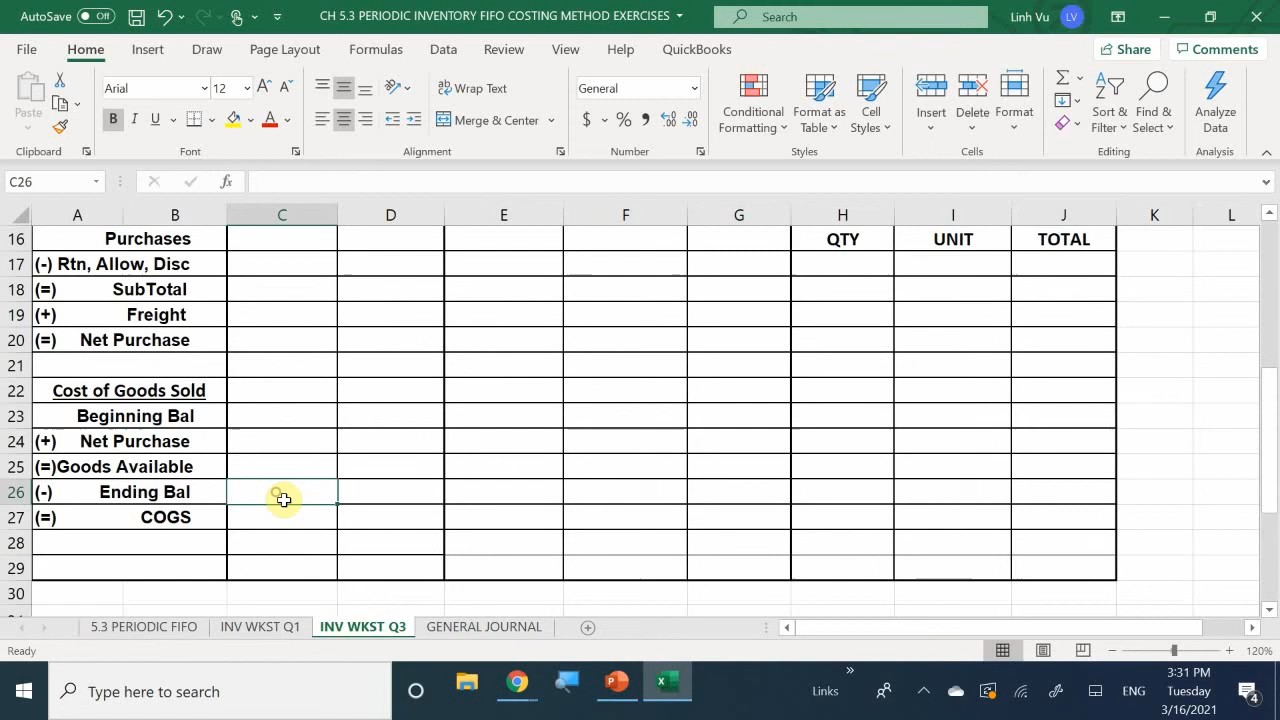 AutoSave Off CH 5.3 PERIODIC INVENTORY FIFO COSTING METHOD EXERCISES Search Linh Vu LV
File Home Insert Draw Page Layout Formulas Data Review View Help QuickBooks Share Comments
Paste Arial 12 Wrap Text General Conditional Formatting Format as Table Cell Styles Insert Delete Format Sort & Filter Find & Select Analyze Data
B I U A Merge & Center $ % 9
Clipboard Font Alignment Number Styles Cells Editing Analysis
C26 fx
A B C D E F G H I J K L
16 Purchases QTY UNIT TOTAL
17 (-) Rtn, Allow, Disc
18 (=) SubTotal
19 (+) Freight
20 (=) Net Purchase
21
22 Cost of Goods Sold
23 Beginning Bal
24 (+) Net Purchase
25 (=)Goods Available
26 (-) Ending Bal
27 (=) COGS
28
29
30
5.3 PERIODIC FIFO INV WKST Q1 INV WKST Q3 GENERAL JOURNAL
Ready 120%
Type here to search Links ENG 3:31 PM
Tuesday
3/16/2021 4